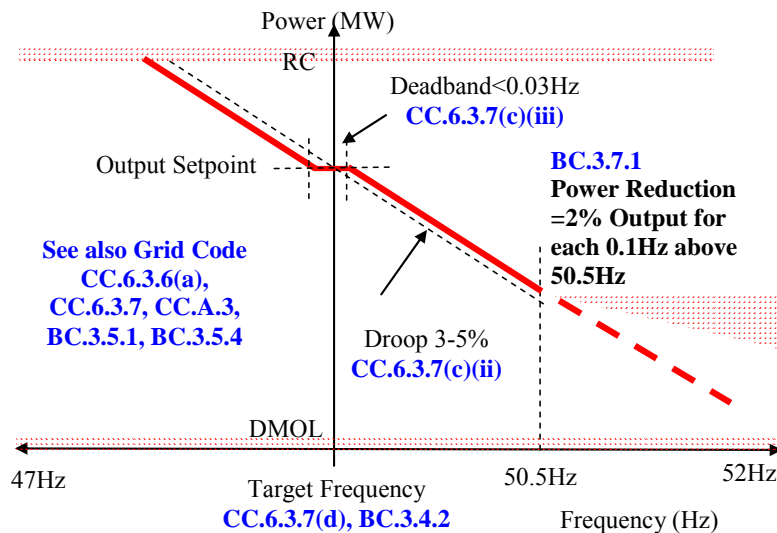 Power (MW)
RC
Deadband<0.03Hz
CC.6.3.7(c)(iii)
Output Setpoint
BC.3.7.1
Power Reduction
=2% Output for
each 0.1Hz above
50.5Hz
See also Grid Code
CC.6.3.6(a),
CC.6.3.7, CC.A.3,
BC.3.5.1, BC.3.5.4
Droop 3-5%
CC.6.3.7(c)(ii)
DMOL
47Hz
50.5Hz
52Hz
Target Frequency
CC.6.3.7(d), BC.3.4.2
Frequency (Hz)